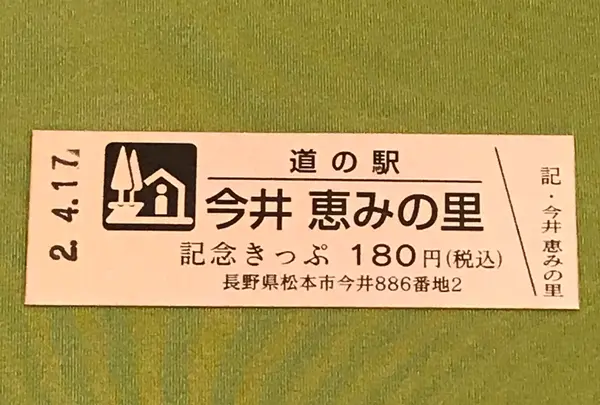 2. 4.17
道の駅
今井 恵みの里
記念きっぷ 180円(税込)
長野県松本市今井886番地2
記・今井 恵みの里